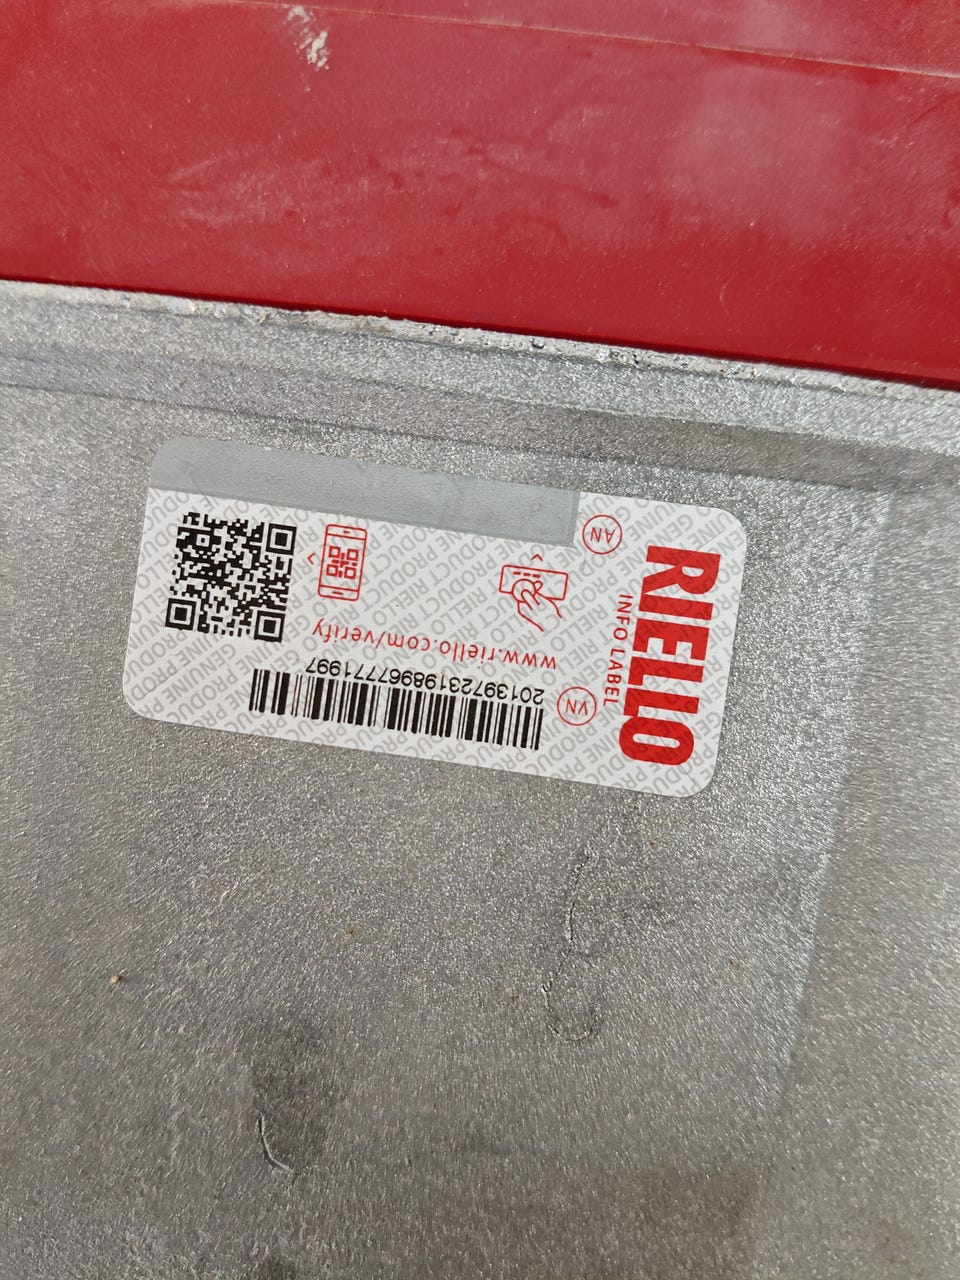 RIELLO
INFO LABEL
VN
20139723198967771997
www.riello.com/verify
AN
RIELLO GENUINE PRODUCT